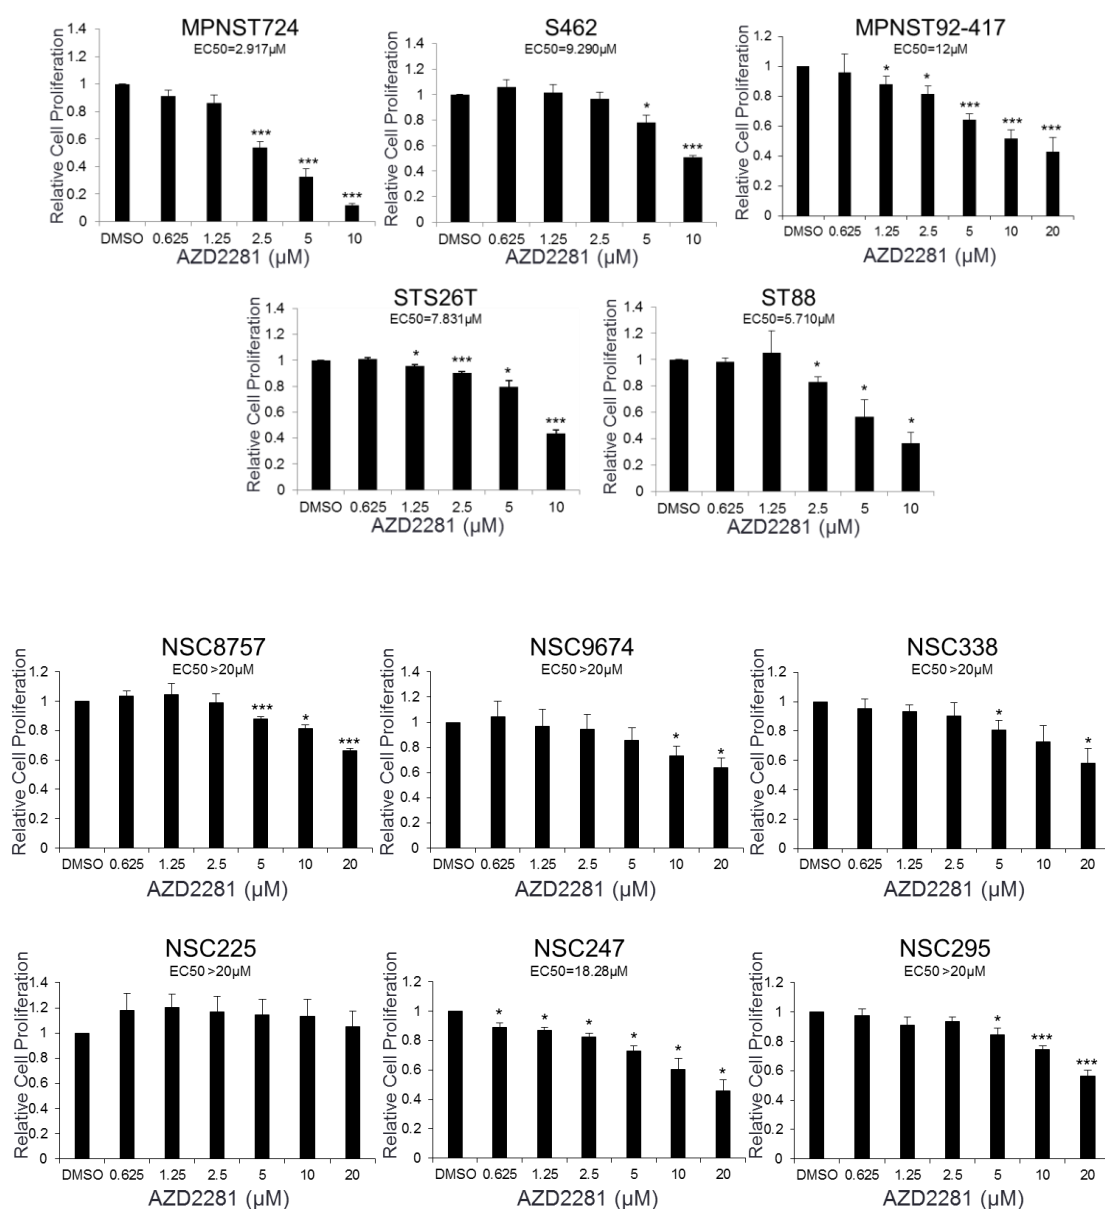 MPNST724
EC50=2.917µM
Relative Cell Proliferation
1.4
1.2
1
0.8
0.6
0.4
0.2
0
*** *** ***
DMSO 0.625 1.25 2.5 5 10
AZD2281 (µM)
S462
EC50=9.290µM
Relative Cell Proliferation
1.4
1.2
1
0.8
0.6
0.4
0.2
0
* ***
DMSO 0.625 1.25 2.5 5 10
AZD2281 (µM)
MPNST92-417
EC50=12µM
Relative Cell Proliferation
1.2
1
0.8
0.6
0.4
0.2
0
* * *** *** ***
DMSO 0.625 1.25 2.5 5 10 20
AZD2281 (µM)
STS26T
EC50=7.831µM
Relative Cell Proliferation
1.4
1.2
1
0.8
0.6
0.4
0.2
0
* *** * ***
DMSO 0.625 1.25 2.5 5 10
AZD2281 (µM)
ST88
EC50=5.710µM
Relative Cell Proliferation
1.4
1.2
1
0.8
0.6
0.4
0.2
0
* * *
DMSO 0.625 1.25 2.5 5 10
AZD2281 (µM)
NSC8757
EC50 >20µM
Relative Cell Proliferation
1.2
1
0.8
0.6
0.4
0.2
0
*** * ***
DMSO 0.625 1.25 2.5 5 10 20
AZD2281 (µM)
NSC9674
EC50 >20µM
Relative Cell Proliferation
1.4
1.2
1
0.8
0.6
0.4
0.2
0
* *
DMSO 0.625 1.25 2.5 5 10 20
AZD2281 (µM)
NSC338
EC50 >20µM
Relative Cell Proliferation
1.2
1
0.8
0.6
0.4
0.2
0
* *
DMSO 0.625 1.25 2.5 5 10 20
AZD2281 (µM)
NSC225
EC50 >20µM
Relative Cell Proliferation
1.4
1.2
1
0.8
0.6
0.4
0.2
0
DMSO 0.625 1.25 2.5 5 10 20
AZD2281 (µM)
NSC247
EC50=18.28µM
Relative Cell Proliferation
1.2
1
0.8
0.6
0.4
0.2
0
* * * * * *
DMSO 0.625 1.25 2.5 5 10 20
AZD2281 (µM)
NSC295
EC50 >20µM
Relative Cell Proliferation
1.2
1
0.8
0.6
0.4
0.2
0
* *** ***
DMSO 0.625 1.25 2.5 5 10 20
AZD2281 (µM)